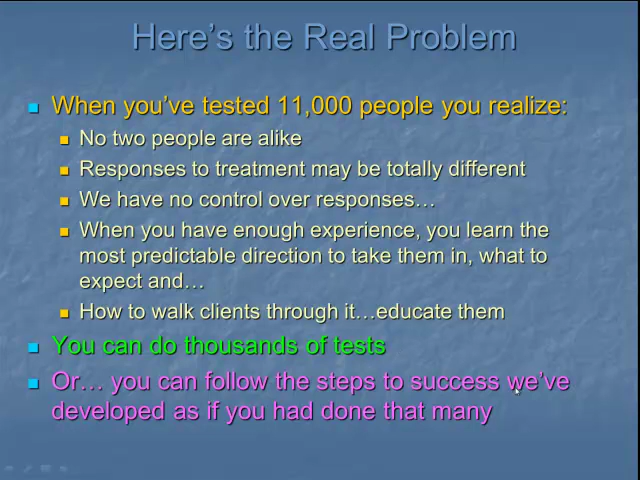 Here's the Real Problem
When you've tested 11,000 people you realize:
No two people are alike
Responses to treatment may be totally different
We have no control over responses…
When you have enough experience, you learn the
most predictable direction to take them in, what to
expect and…
How to walk clients through it…educate them
You can do thousands of tests
Or… you can follow the steps to success we've
developed as if you had done that many